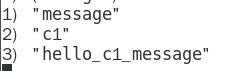 1) "message"
2) "c1"
3) "hello_c1_message"